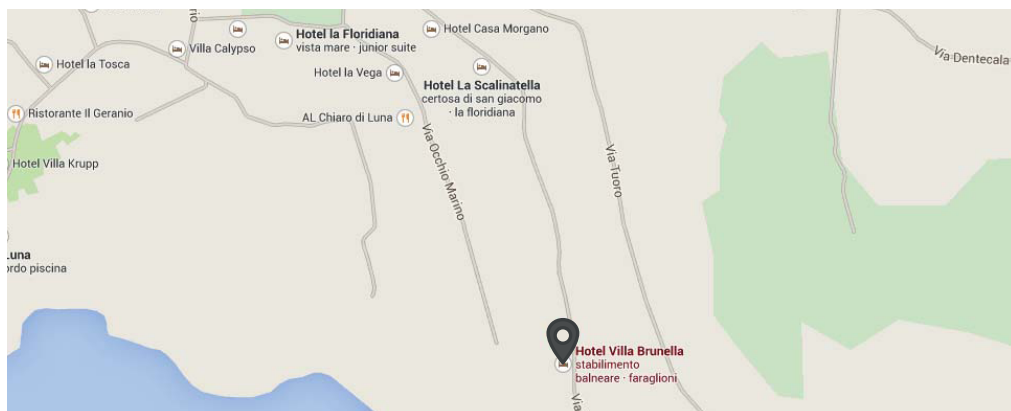 Hotel la Floridiana
vista mare · junior suite
Hotel Casa Morgano
Villa Calypso
Via Dentecala
Hotel la Tosca
Hotel la Vega
Hotel La Scalinatella
certosa di san giacomo
· la floridiana
Ristorante Il Geranio
AL Chiaro di Luna
Via Occhio Marino
Via Tuoro
Hotel Villa Krupp
Luna
ordo piscina
Hotel Villa Brunella
stabilimento
balneare · faraglioni
Via